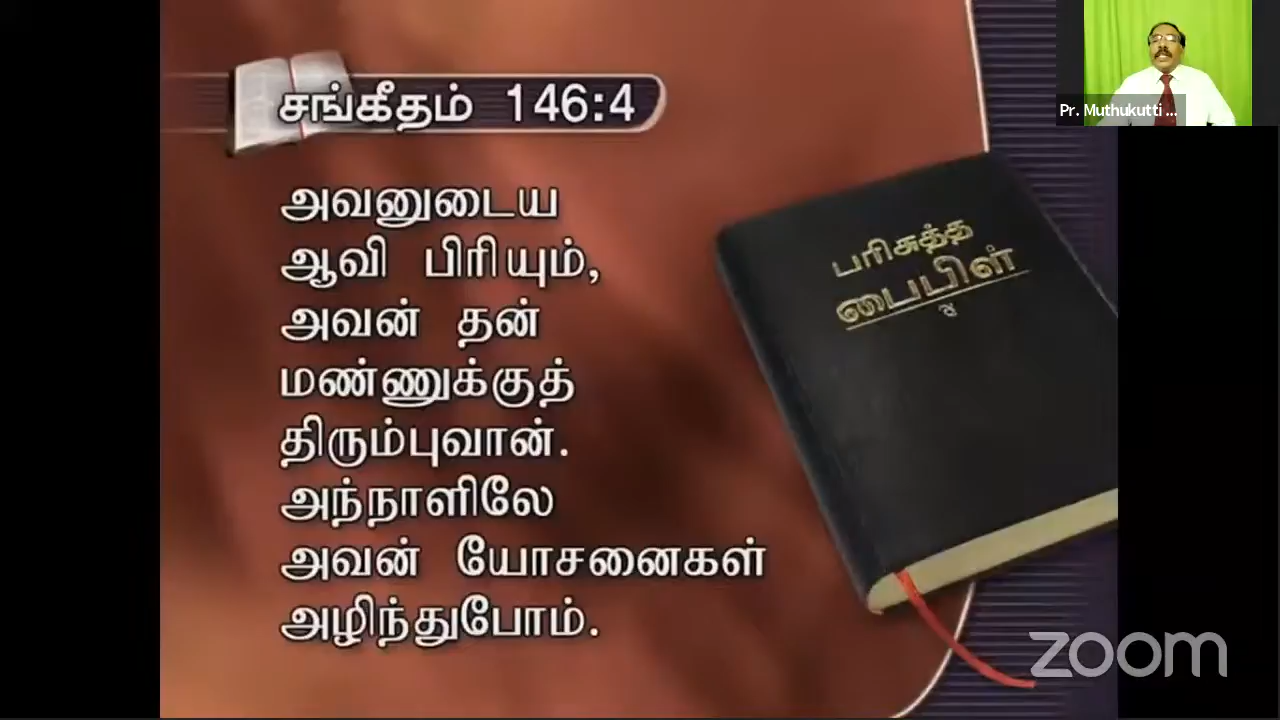 சங்கீதம் 146:4
அவனுடைய
ஆவி பிரியும்,
அவன் தன்
மண்ணுக்குத்
திரும்புவான்.
அந்நாளிலே
அவன் யோசனைகள்
அழிந்துபோம்.
பரிசுத்த
பைபிள்
Pr. Muthukutti ...
zoom